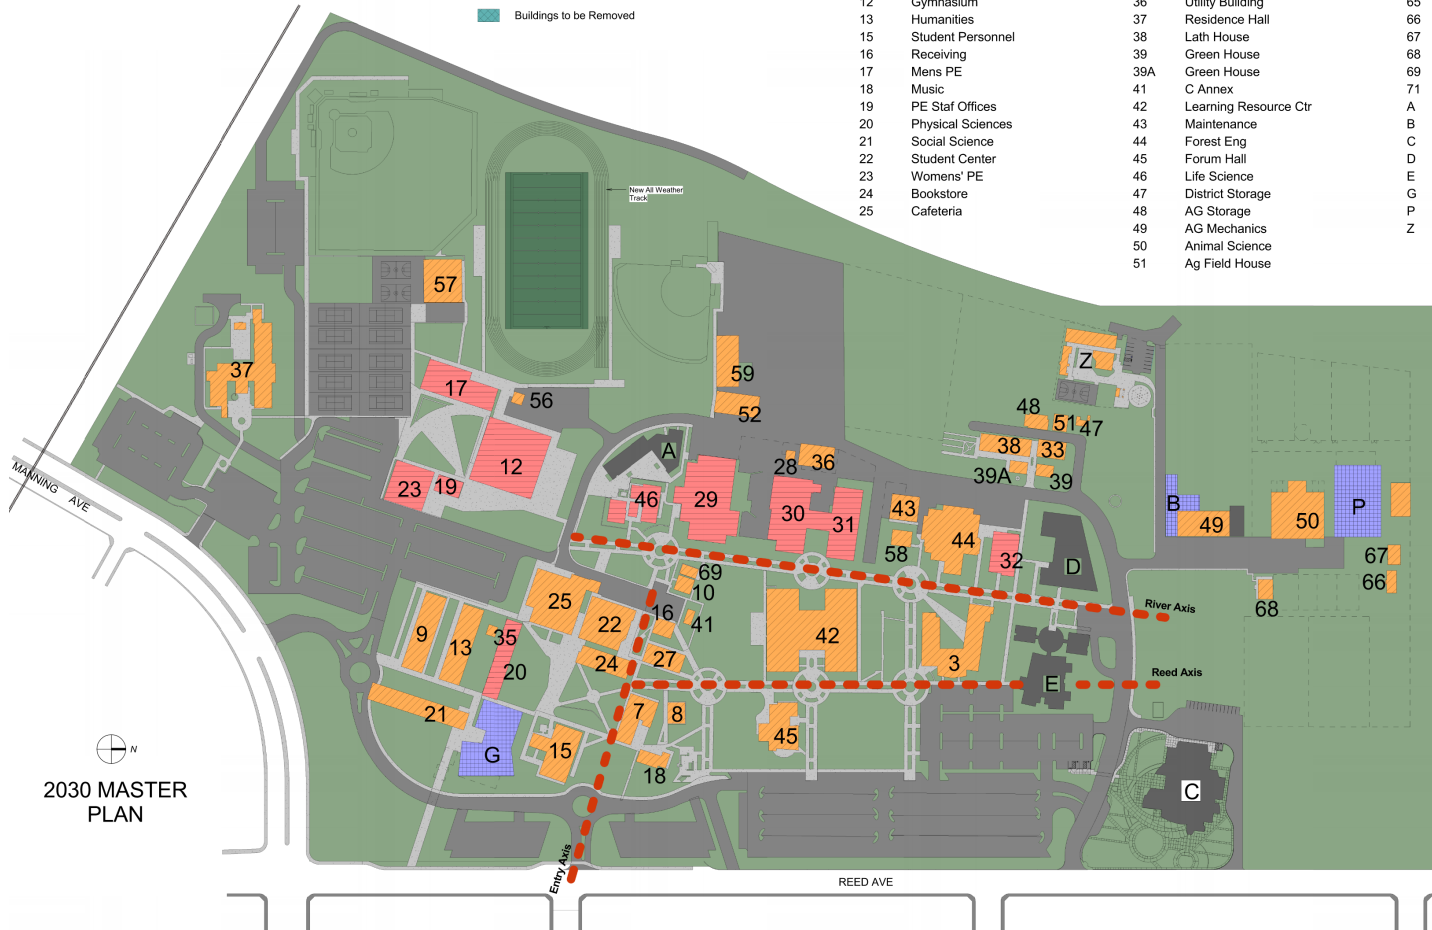 Buildings to be Removed
12 Gymnasium 36 Utility Building 65
13 Humanities 37 Residence Hall 66
15 Student Personnel 38 Lath House 67
16 Receiving 39 Green House 68
17 Mens PE 39A Green House 69
18 Music 41 C Annex 71
19 PE Staf Offices 42 Learning Resource Ctr A
20 Physical Sciences 43 Maintenance B
21 Social Science 44 Forest Eng C
22 Student Center 45 Forum Hall D
23 Womens' PE 46 Life Science E
24 Bookstore 47 District Storage G
25 Cafeteria 48 AG Storage P
49 AG Mechanics Z
50 Animal Science
51 Ag Field House
New All Weather
Track
57
37
17
56
59
52
Z
48
51
47
12
A
28
36
38
33
39A
39
23
19
46
29
30
31
43
44
58
32
D
B
49
50
P
67
66
68
MANNING AVE
69
10
16
41
25
22
9
13
35
20
24
27
42
3
E
River Axis
Reed Axis
21
G
15
7
8
18
45
C
N
2030 MASTER
PLAN
Entry Axis
REED AVE